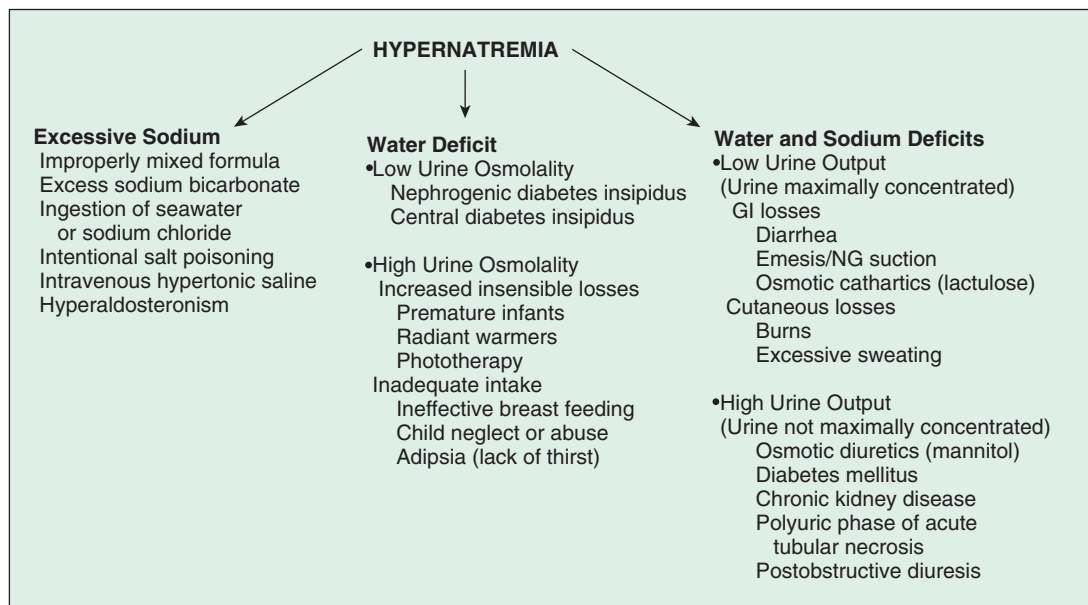 HYPERNATREMIA
Excessive Sodium
Improperly mixed formula
Excess sodium bicarbonate
Ingestion of seawater
or sodium chloride
Intentional salt poisoning
Intravenous hypertonic saline
Hyperaldosteronism
Water Deficit
•Low Urine Osmolality
Nephrogenic diabetes insipidus
Central diabetes insipidus
•High Urine Osmolality
Increased insensible losses
Premature infants
Radiant warmers
Phototherapy
Inadequate intake
Ineffective breast feeding
Child neglect or abuse
Adipsia (lack of thirst)
Water and Sodium Deficits
•Low Urine Output
(Urine maximally concentrated)
GI losses
Diarrhea
Emesis/NG suction
Osmotic cathartics (lactulose)
Cutaneous losses
Burns
Excessive sweating
•High Urine Output
(Urine not maximally concentrated)
Osmotic diuretics (mannitol)
Diabetes mellitus
Chronic kidney disease
Polyuric phase of acute
tubular necrosis
Postobstructive diuresis